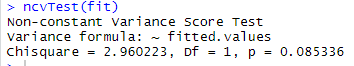 > ncvTest(fit)
Non-constant Variance Score Test
Variance formula: ~ fitted.values
Chisquare = 2.960223, Df = 1, p = 0.085336
>